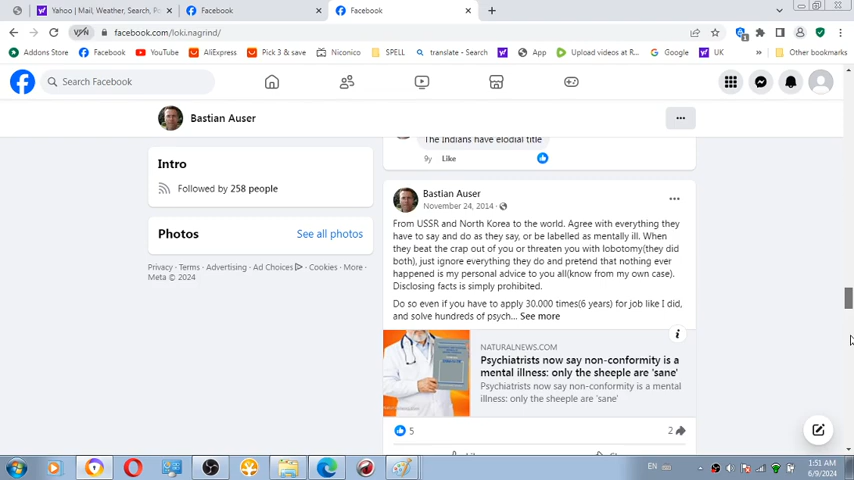 Yahoo | Mail, Weather, Search, Po
Facebook
Facebook
VPN
facebook.com/loki.nagrind/
Addons Store
Facebook
YouTube
AliExpress
Pick 3 & save
Niconico
SPELL
translate - Search
App
Upload videos at R...
Google
UK
»
Other bookmarks
Search Facebook
Bastian Auser
Intro
Followed by 258 people
Photos
See all photos
Privacy · Terms · Advertising · Ad Choices · Cookies · More ·
Meta © 2024
The Indians have elodial title
9y Like
Bastian Auser
November 24, 2014 ·
From USSR and North Korea to the world. Agree with everything they
have to say and do as they say, or be labelled as mentally ill. When
they beat the crap out of you or threaten you with lobotomy(they did
both), just ignore everything they do and pretend that nothing ever
happened is my personal advice to you all(know from my own case).
Disclosing facts is simply prohibited.
Do so even if you have to apply 30.000 times(6 years) for job like I did,
and solve hundreds of psych... See more
NATURALNEWS.COM
Psychiatrists now say non-conformity is a
mental illness: only the sheeple are 'sane'
Psychiatrists now say non-conformity is a mental
illness: only the sheeple are 'sane'
5
2
EN
1:51 AM
6/9/2024